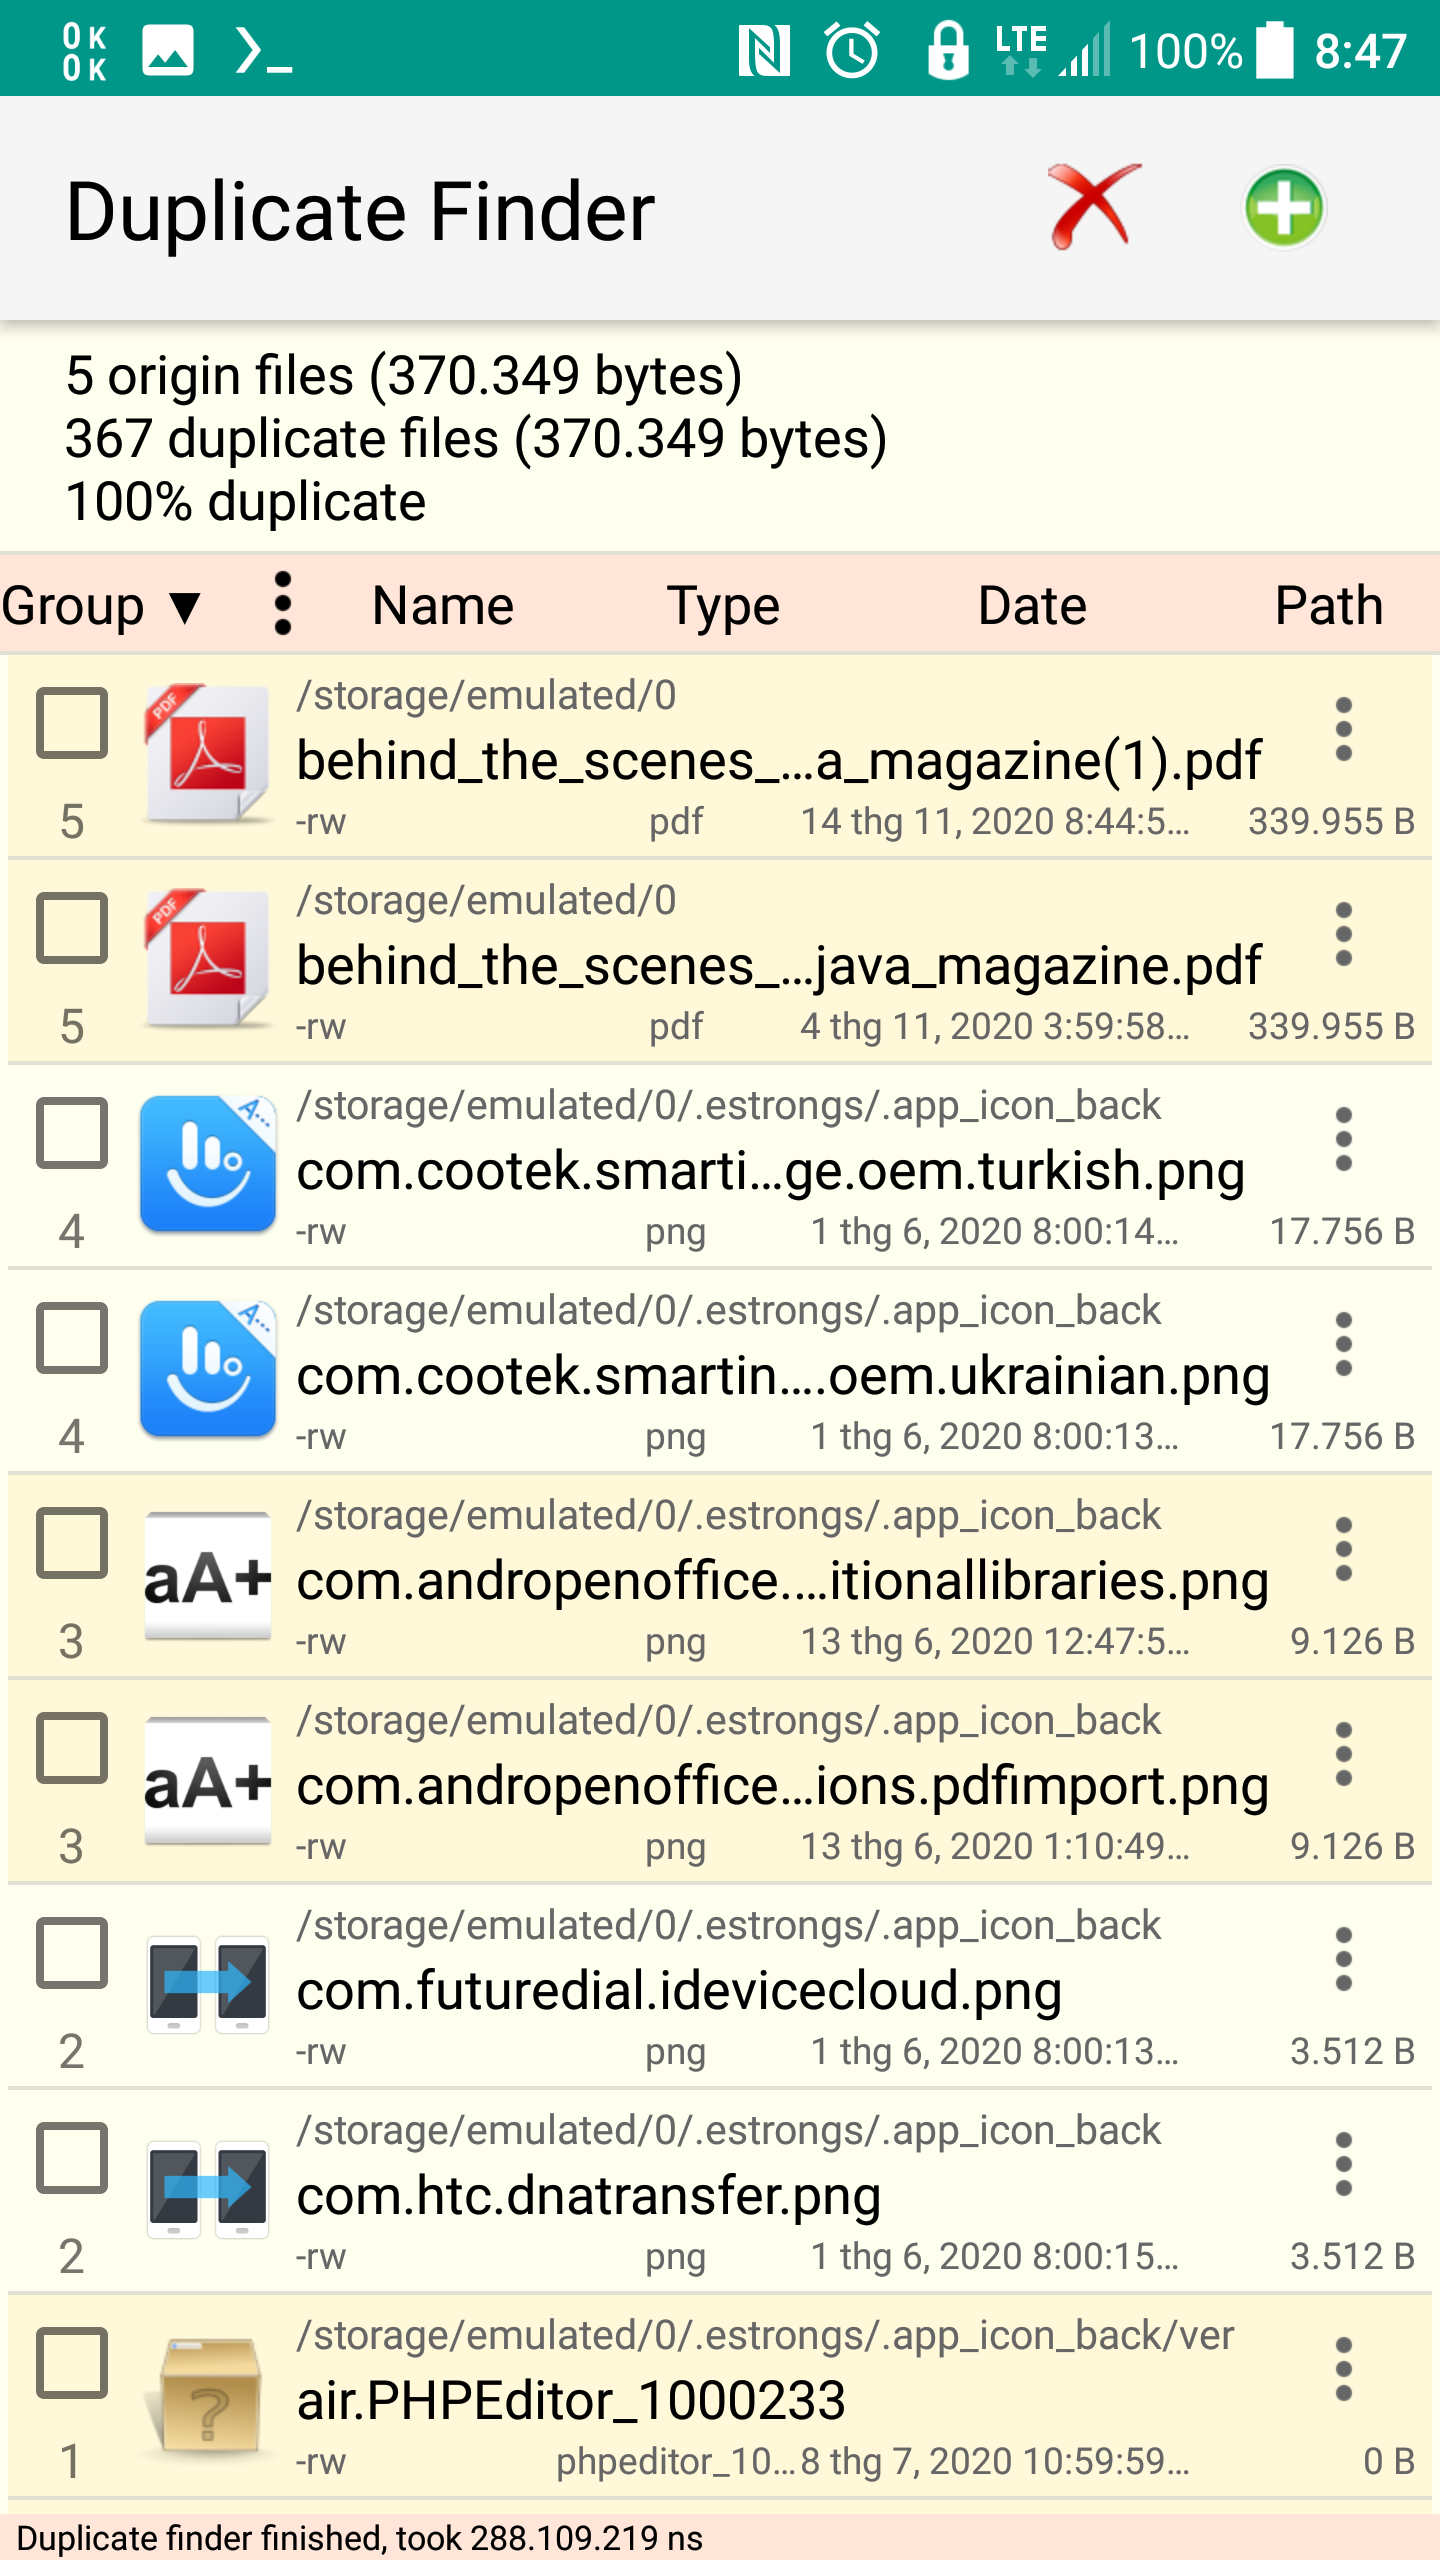 OK
OK
LTE
100%
8:47
Duplicate Finder
5 origin files (370.349 bytes)
367 duplicate files (370.349 bytes)
100% duplicate
Group ▼ Name Type Date Path
/storage/emulated/0
PDF
behind_the_scenes_...a_magazine(1).pdf
5 -rw pdf 14 thg 11, 2020 8:44:5... 339.955 B
/storage/emulated/0
PDF
behind_the_scenes_...java_magazine.pdf
5 -rw pdf 4 thg 11, 2020 3:59:58... 339.955 B
/storage/emulated/0/.estrongs/.app_icon_back
A...
com.cootek.smarti...ge.oem.turkish.png
4 -rw png 1 thg 6, 2020 8:00:14... 17.756 B
/storage/emulated/0/.estrongs/.app_icon_back
A...
com.cootek.smartin....oem.ukrainian.png
4 -rw png 1 thg 6, 2020 8:00:13... 17.756 B
/storage/emulated/0/.estrongs/.app_icon_back
aA+ com.andropenoffice....itionallibraries.png
3 -rw png 13 thg 6, 2020 12:47:5... 9.126 B
/storage/emulated/0/.estrongs/.app_icon_back
aA+ com.andropenoffice...ions.pdfimport.png
3 -rw png 13 thg 6, 2020 1:10:49... 9.126 B
/storage/emulated/0/.estrongs/.app_icon_back
com.futuredial.idevicecloud.png
2 -rw png 1 thg 6, 2020 8:00:13... 3.512 B
/storage/emulated/0/.estrongs/.app_icon_back
com.htc.dnatransfer.png
2 -rw png 1 thg 6, 2020 8:00:15... 3.512 B
/storage/emulated/0/.estrongs/.app_icon_back/ver
air.PHPEditor_1000233
1 -rw phpeditor_10... 8 thg 7, 2020 10:59:59... 0 B
Duplicate finder finished, took 288.109.219 ns